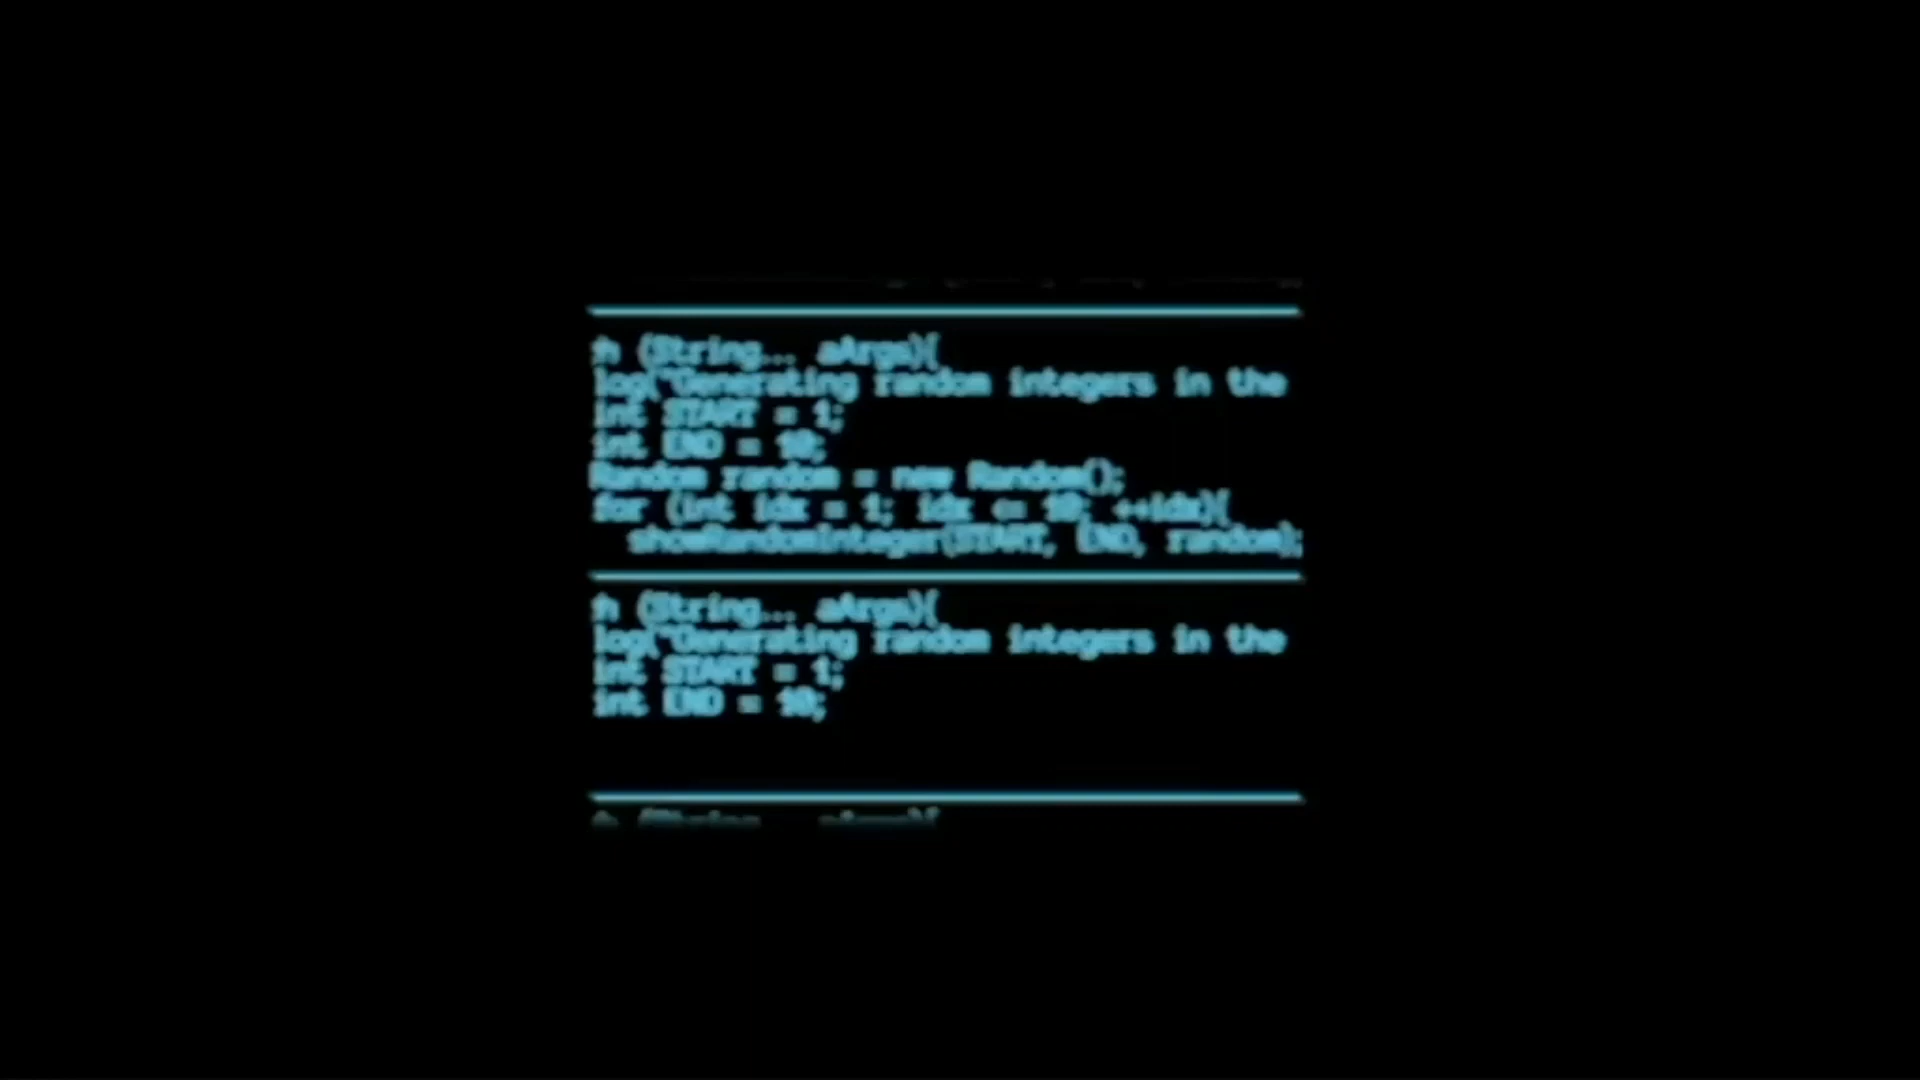 (String... aArgs){
log("Generating random integers in the
int START = 1;
int END = 10;
Random random = new Random();
for (int idx = 1; idx <= 10; ++idx){
showRandomInteger(START, END, random);
(String... aArgs){
log("Generating random integers in the
int START = 1;
int END = 10;